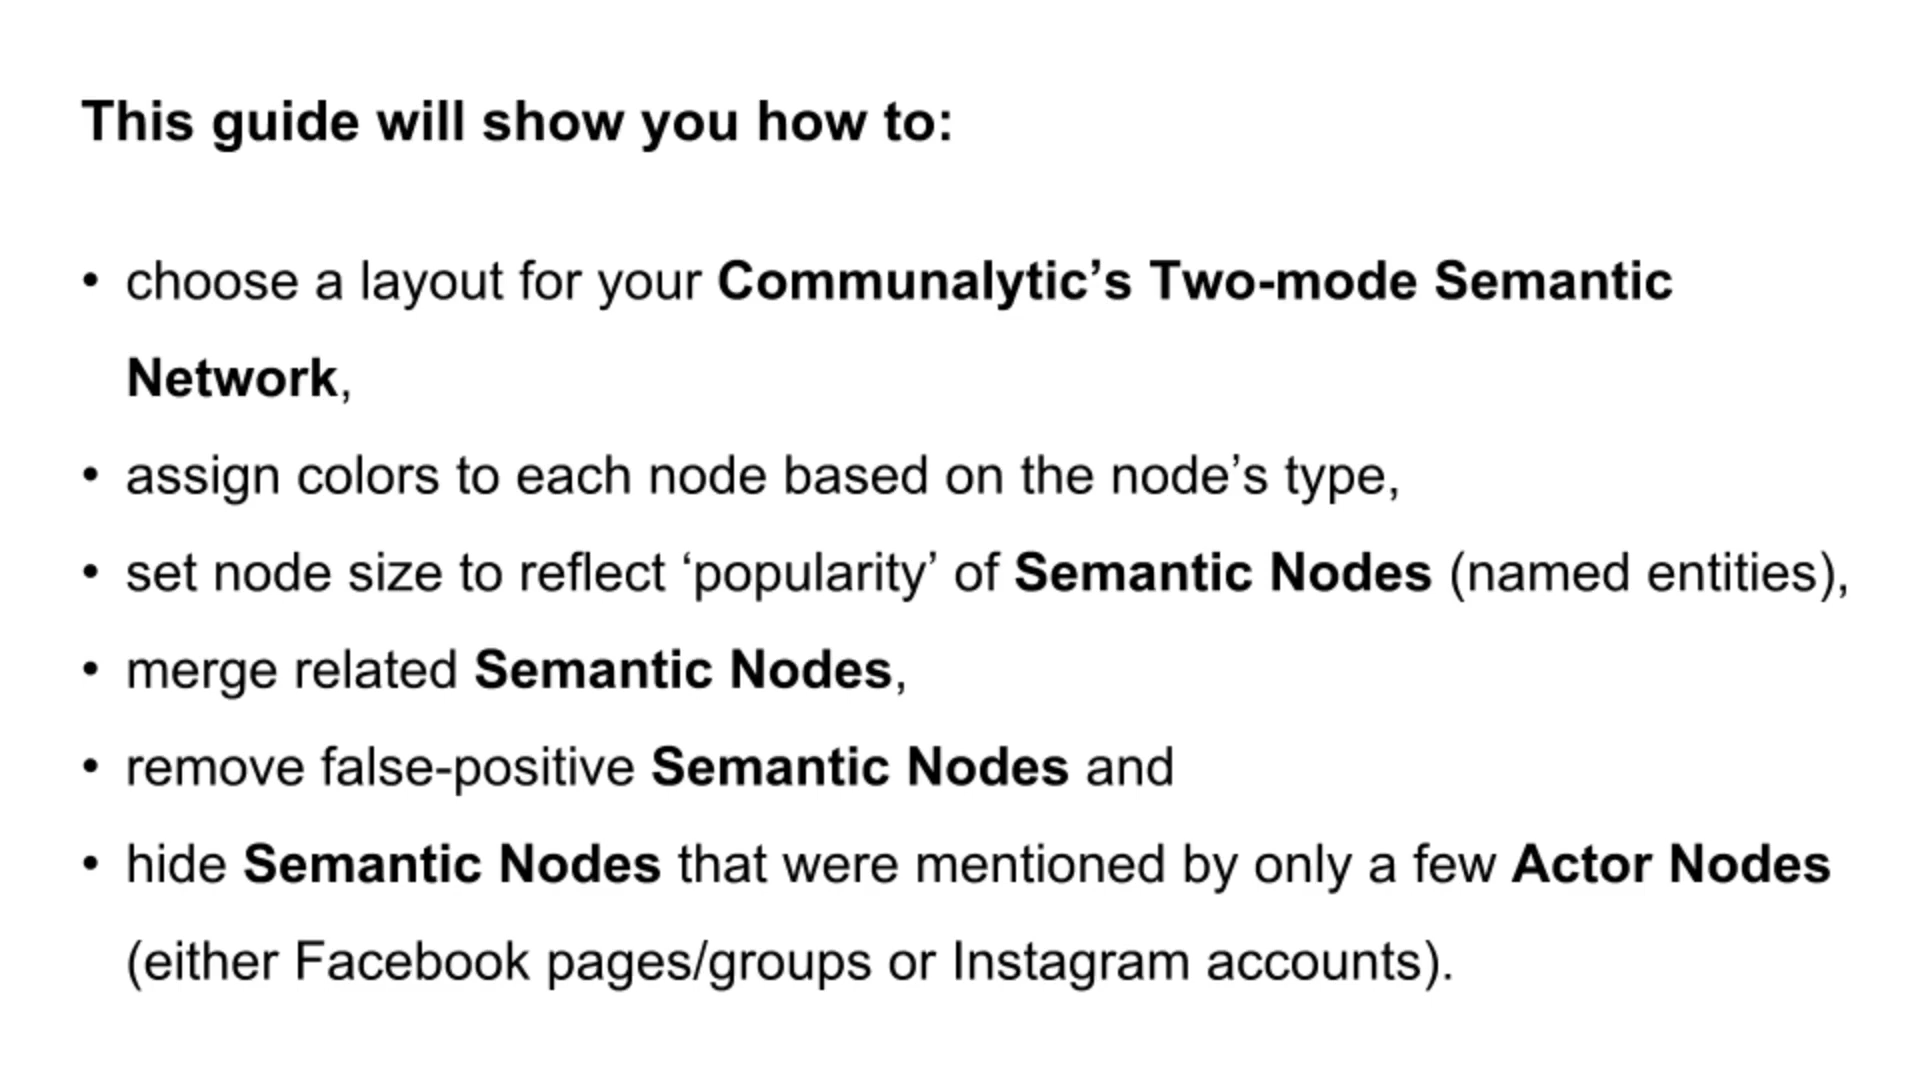 This guide will show you how to:
• choose a layout for your Communalytic’s Two-mode Semantic
Network,
• assign colors to each node based on the node’s type,
• set node size to reflect ‘popularity’ of Semantic Nodes (named entities),
• merge related Semantic Nodes,
• remove false-positive Semantic Nodes and
• hide Semantic Nodes that were mentioned by only a few Actor Nodes
(either Facebook pages/groups or Instagram accounts).